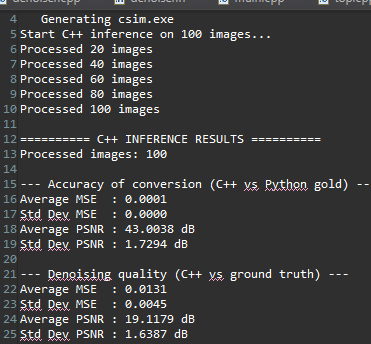 denoise.cpp
denoise.h
main.cpp
4 Generating csim.exe
5 Start C++ inference on 100 images...
6 Processed 20 images
7 Processed 40 images
8 Processed 60 images
9 Processed 80 images
10 Processed 100 images
11
12 ========== C++ INFERENCE RESULTS ==========
13 Processed images: 100
14
15 --- Accuracy of conversion (C++ vs Python gold) --
16 Average MSE  : 0.0001
17 Std Dev MSE  : 0.0000
18 Average PSNR : 43.0038 dB
19 Std Dev PSNR : 1.7294 dB
20
21 --- Denoising quality (C++ vs ground truth) ---
22 Average MSE  : 0.0131
23 Std Dev MSE  : 0.0045
24 Average PSNR : 19.1179 dB
25 Std Dev PSNR : 1.6387 dB